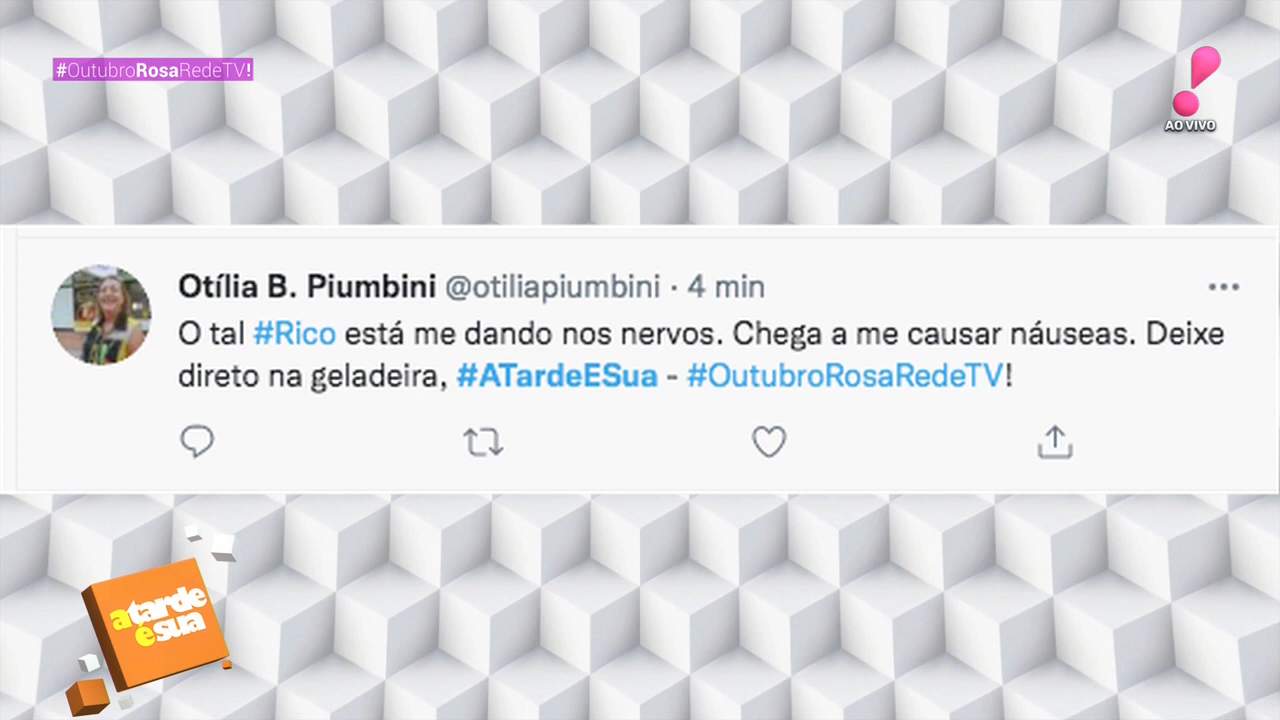 #OutubroRosaRedeTV!
AO VIVO
Otília B. Piumbini @otiliapiumbini · 4 min
O tal #Rico está me dando nos nervos. Chega a me causar náuseas. Deixe
direto na geladeira, #ATardeESua - #OutubroRosaRedeTV!
a tarde
é sua